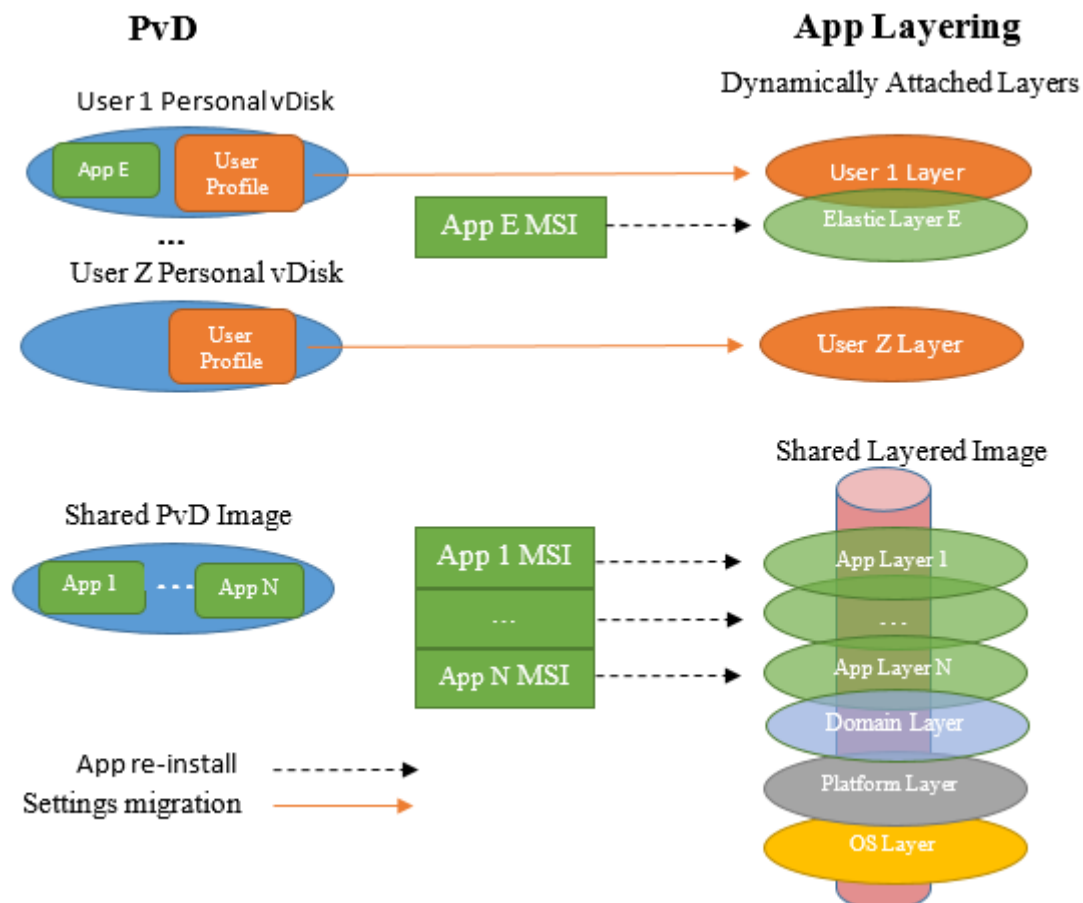 PvD
App Layering
Dynamically Attached Layers
User 1 Personal vDisk
App E
User
Profile
User 1 Layer
App E MSI
Elastic Layer E
...
User Z Personal vDisk
User
Profile
User Z Layer
Shared Layered Image
Shared PvD Image
App 1
---
App N
App 1 MSI
...
App N MSI
App Layer 1
...
App Layer N
Domain Layer
Platform Layer
OS Layer
App re-install
Settings migration